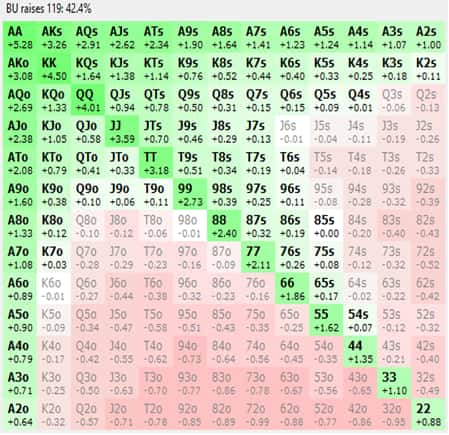 BU raises 119: 42.4%
AA AKs AQs AJs ATs A9s A8s A7s A6s A5s A4s A3s A2s
+5.28 +3.26 +2.91 +2.62 +2.34 +1.90 +1.64 +1.41 +1.23 +1.24 +1.14 +1.07 +1.00
AKo KK KQs KJs KTs K9s K8s K7s K6s K5s K4s K3s K2s
+3.08 +4.50 +1.64 +1.38 +1.14 +0.76 +0.52 +0.44 +0.40 +0.33 +0.25 +0.18 +0.11
AQo KQo QQ QJs QTs Q9s Q8s Q7s Q6s Q5s Q4s Q3s Q2s
+2.69 +1.33 +4.01 +0.94 +0.78 +0.50 +0.31 +0.15 +0.15 +0.09 +0.01 -0.06 -0.13
AJo KJo QJo JJ JTs J9s J8s J7s J6s J5s J4s J3s J2s
+2.38 +1.05 +0.58 +3.59 +0.70 +0.46 +0.29 +0.13 -0.01 -0.04 -0.11 -0.19 -0.26
ATo KTo QTo JTo TT T9s T8s T7s T6s T5s T4s T3s T2s
+2.08 +0.79 +0.41 +0.33 +3.18 +0.51 +0.34 +0.19 +0.04 -0.14 -0.18 -0.26 -0.33
A9o K9o Q9o J9o T9o 99 98s 97s 96s 95s 94s 93s 92s
+1.60 +0.38 +0.10 +0.06 +0.11 +2.73 +0.39 +0.25 +0.11 -0.08 -0.28 -0.32 -0.39
A8o K8o Q8o J8o T8o 98o 88 87s 86s 85s 84s 83s 82s
+1.33 +0.12 -0.10 -0.12 -0.06 -0.01 +2.40 +0.32 +0.19 +0.00 -0.20 -0.40 -0.43
A7o K7o Q7o J7o T7o 97o 87o 77 76s 75s 74s 73s 72s
+1.08 +0.03 -0.29 -0.29 -0.23 -0.16 -0.09 +2.11 +0.26 +0.08 -0.12 -0.32 -0.52
A6o K6o Q6o J6o T6o 96o 86o 76o 66 65s 64s 63s 62s
+0.89 -0.01 -0.27 -0.44 -0.38 -0.32 -0.23 -0.16 +1.86 +0.17 -0.02 -0.22 -0.42
A5o K5o Q5o J5o T5o 95o 85o 75o 65o 55 54s 53s 52s
+0.90 -0.09 -0.34 -0.47 -0.58 -0.51 -0.43 -0.35 -0.25 +1.62 +0.07 -0.12 -0.32
A4o K4o Q4o J4o T4o 94o 84o 74o 64o 54o 44 43s 42s
+0.79 -0.17 -0.42 -0.55 -0.62 -0.73 -0.64 -0.56 -0.45 -0.35 +1.35 -0.21 -0.40
A3o K3o Q3o J3o T3o 93o 83o 73o 63o 53o 43o 33 32s
+0.71 -0.25 -0.50 -0.63 -0.70 -0.77 -0.86 -0.78 -0.67 -0.56 -0.65 +1.10 -0.49
A2o K2o Q2o J2o T2o 92o 82o 72o 62o 52o 42o 32o 22
+0.64 -0.32 -0.57 -0.71 -0.78 -0.85 -0.89 -0.99 -0.88 -0.77 -0.86 -0.95 +0.88